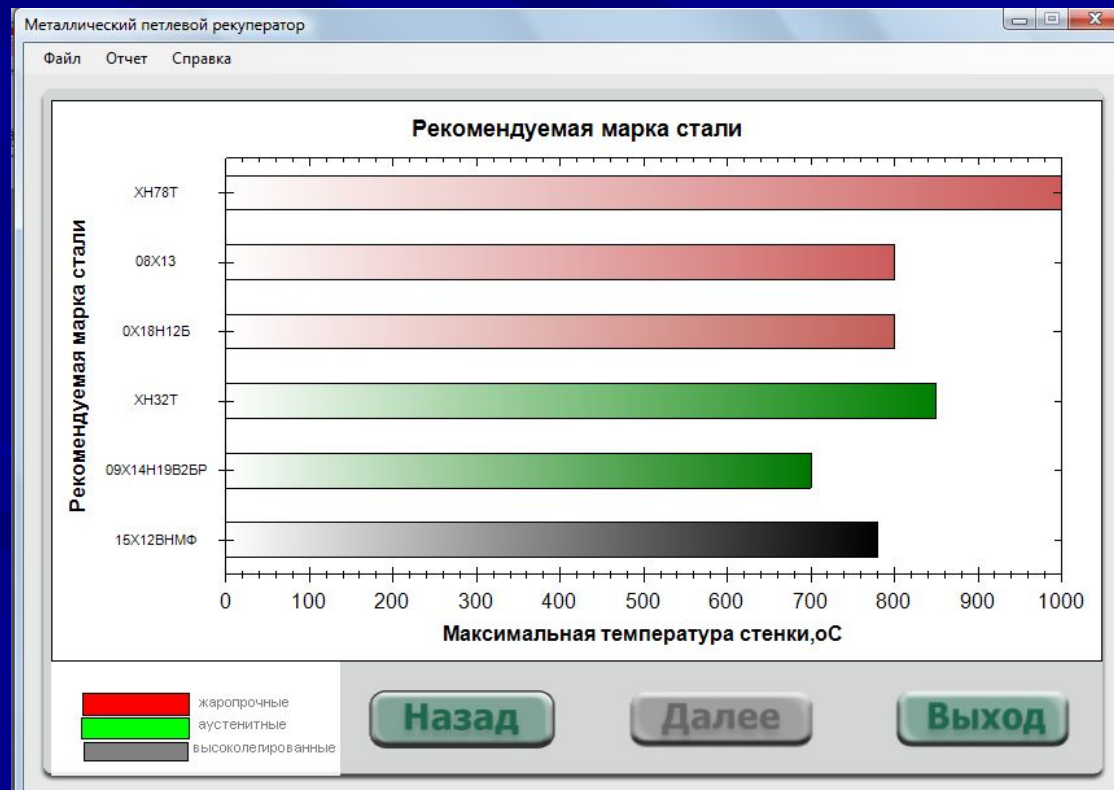 Металлический петлевой рекуператор
Файл Отчет Справка
Рекомендуемая марка стали
Рекомендуемая марка стали
ХН78Т
08Х13
0Х18Н12Б
ХН32Т
09Х14Н19В2БР
15Х12ВНМФ
0 100 200 300 400 500 600 700 800 900 1000
Максимальная температура стенки,оС
жаропрочные
аустенитные
высоколегированные
Назад Далее Выход